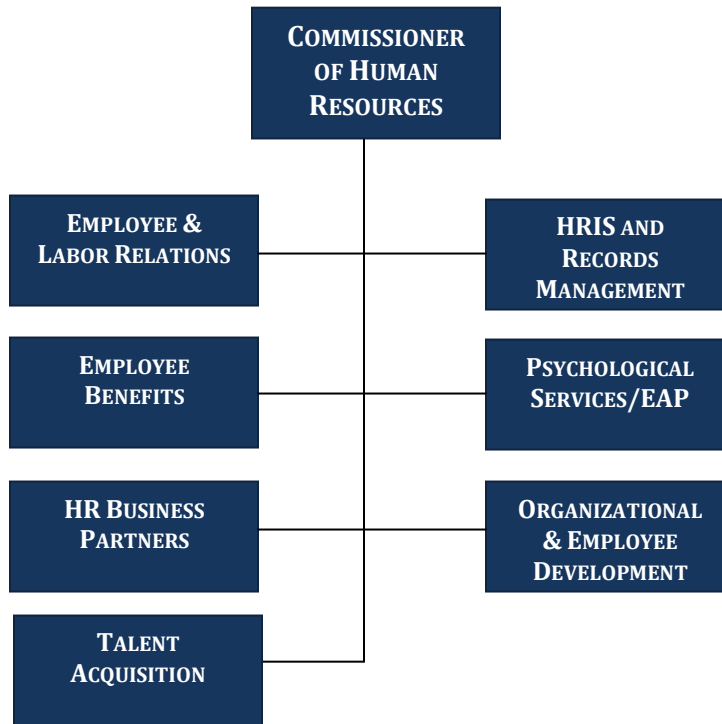 COMMISSIONER
OF HUMAN
RESOURCES
EMPLOYEE &
LABOR RELATIONS
HRIS AND
RECORDS
MANAGEMENT
EMPLOYEE
BENEFITS
PSYCHOLOGICAL
SERVICES/EAP
HR BUSINESS
PARTNERS
ORGANIZATIONAL
& EMPLOYEE
DEVELOPMENT
TALENT
ACQUISITION